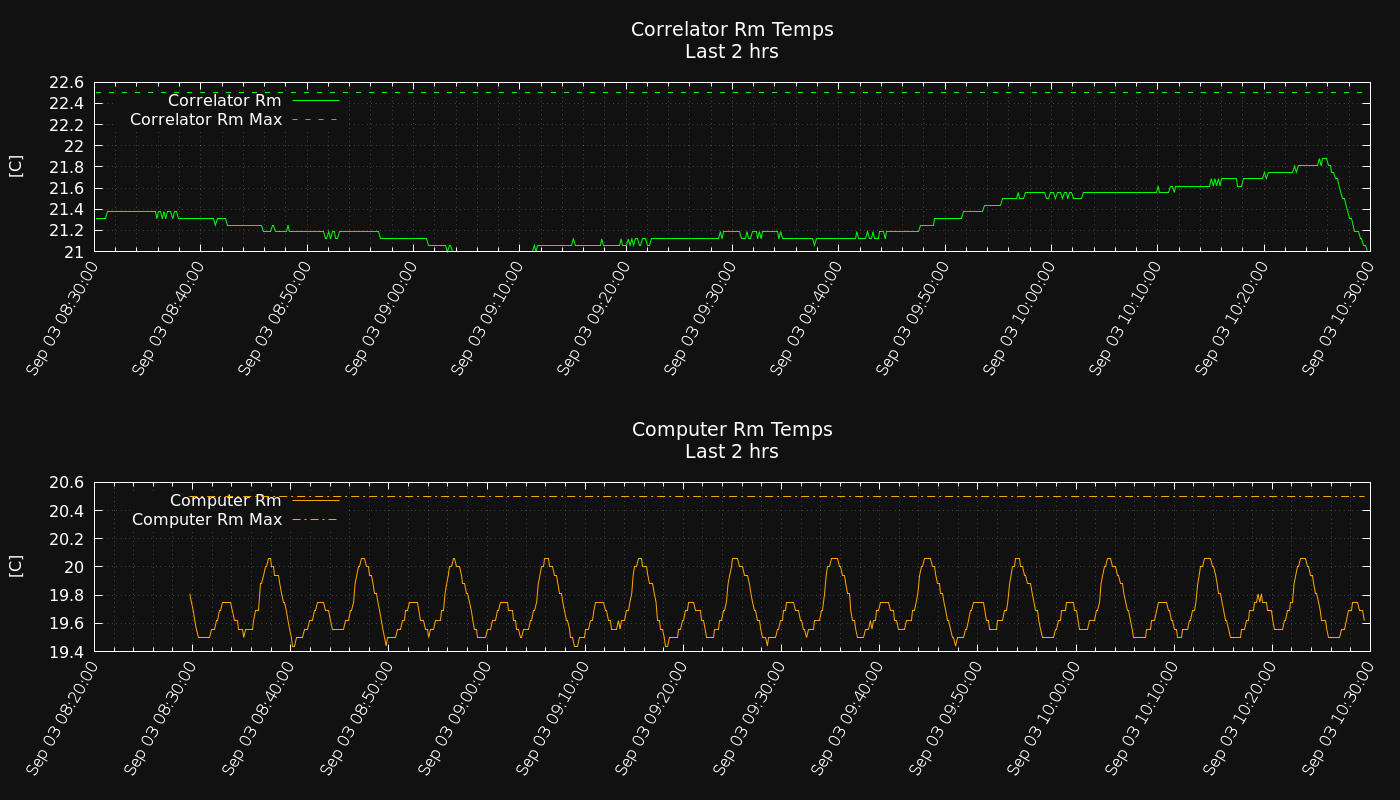 Correlator Rm Temps
Last 2 hrs
22.6
22.4
22.2
22
21.8
21.6
21.4
21.2
21
[C]
Correlator Rm
Correlator Rm Max
Sep 03 08:30:00
Sep 03 08:40:00
Sep 03 08:50:00
Sep 03 09:00:00
Sep 03 09:10:00
Sep 03 09:20:00
Sep 03 09:30:00
Sep 03 09:40:00
Sep 03 09:50:00
Sep 03 10:00:00
Sep 03 10:10:00
Sep 03 10:20:00
Sep 03 10:30:00
Computer Rm Temps
Last 2 hrs
20.6
20.4
20.2
20
19.8
19.6
19.4
[C]
Computer Rm
Computer Rm Max
Sep 03 08:20:00
Sep 03 08:30:00
Sep 03 08:40:00
Sep 03 08:50:00
Sep 03 09:00:00
Sep 03 09:10:00
Sep 03 09:20:00
Sep 03 09:30:00
Sep 03 09:40:00
Sep 03 09:50:00
Sep 03 10:00:00
Sep 03 10:10:00
Sep 03 10:20:00
Sep 03 10:30:00